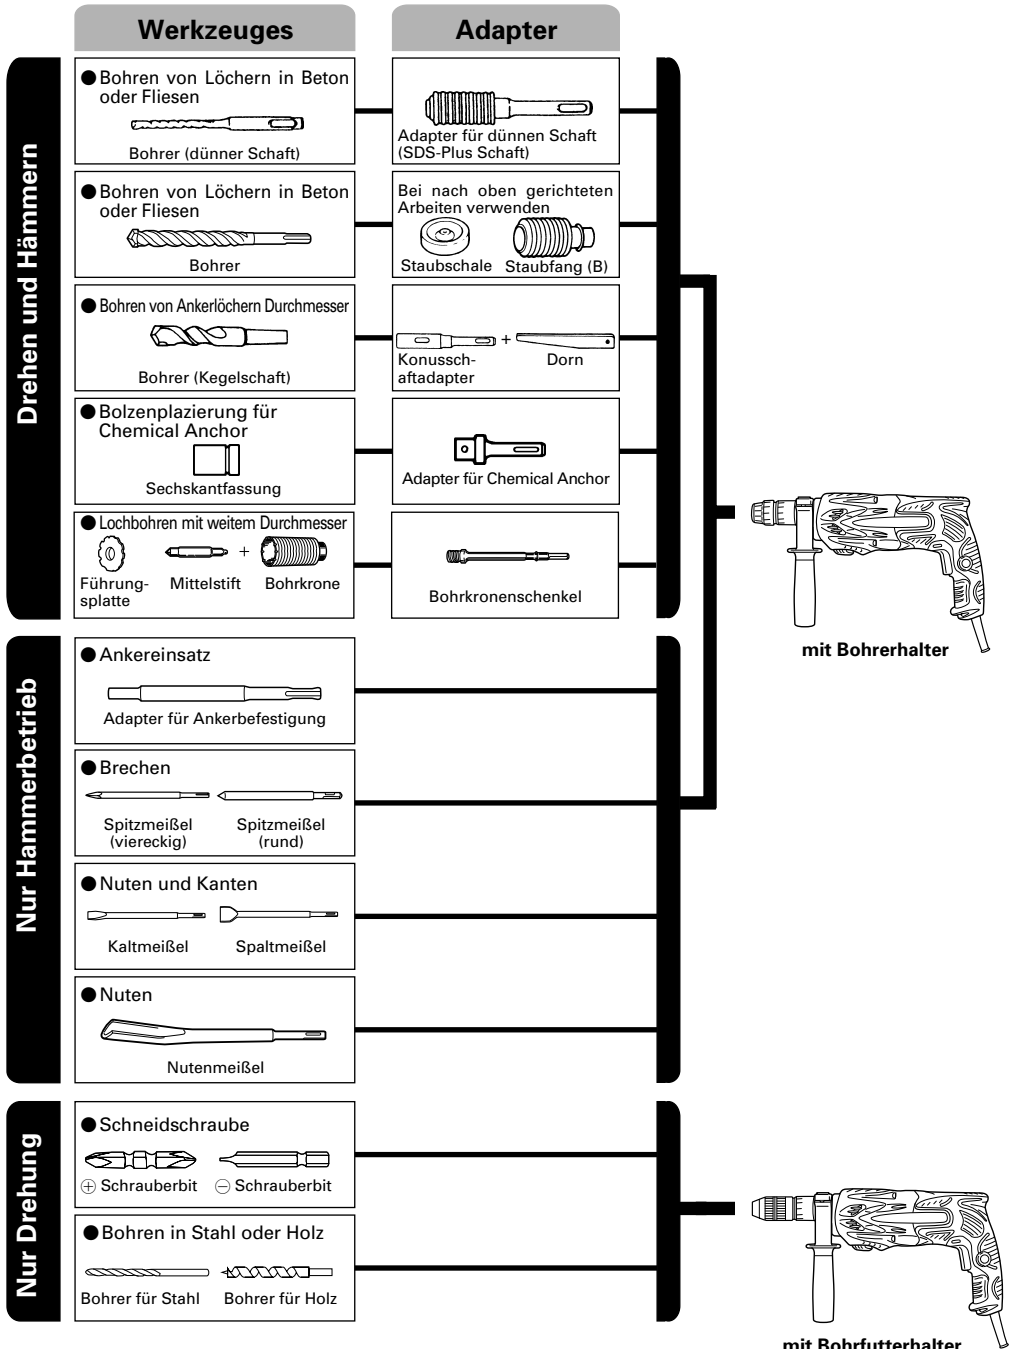 Werkzeuges
Adapter
Drehen und Hämmern
● Bohren von Löchern in Beton
oder Fliesen
Bohrer (dünner Schaft)
Adapter für dünnen Schaft
(SDS-Plus Schaft)
● Bohren von Löchern in Beton
oder Fliesen
Bohrer
Bei nach oben gerichteten
Arbeiten verwenden
Staubschale
Staubfang (B)
● Bohren von Ankerlöchern Durchmesser
Bohrer (Kegelschaft)
+
Konussch-
aftadapter
Dorn
● Bolzenplazierung für
Chemical Anchor
Sechskantfassung
Adapter für Chemical Anchor
● Lochbohren mit weitem Durchmesser
+
Führung-
splatte
Mittelstift
Bohrkrone
Bohrkronenschenkel
mit Bohrerhalter
Nur Hammerbetrieb
● Ankereinsatz
Adapter für Ankerbefestigung
● Brechen
Spitzmeißel
(viereckig)
Spitzmeißel
(rund)
● Nuten und Kanten
Kaltmeißel
Spaltmeißel
● Nuten
Nutenmeißel
Nur Drehung
● Schneidschraube
⊕ Schrauberbit
⊖ Schrauberbit
● Bohren in Stahl oder Holz
Bohrer für Stahl
Bohrer für Holz
mit Bohrfutterhalter